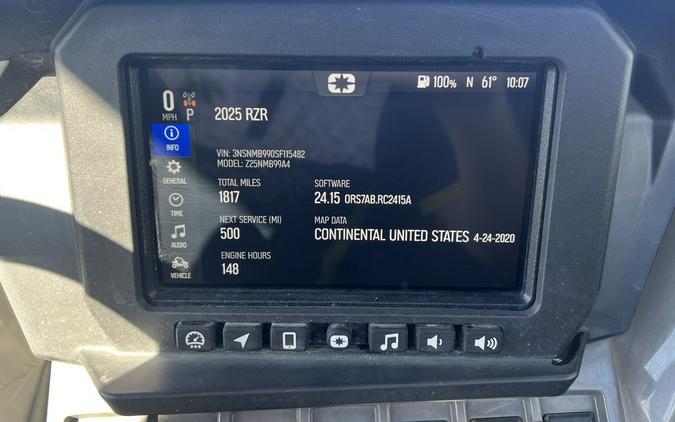 0 MPH P
100% N 61° 10:07
2025 RZR
INFO
VIN: 3NSNMB990SF115482
MODEL: Z25NMB99A4
GENERAL
TOTAL MILES SOFTWARE
1817 24.15 ORS7AB.RC2415A
TIME
NEXT SERVICE (MI) MAP DATA
500 CONTINENTAL UNITED STATES 4-24-2020
AUDIO
ENGINE HOURS
148
VEHICLE